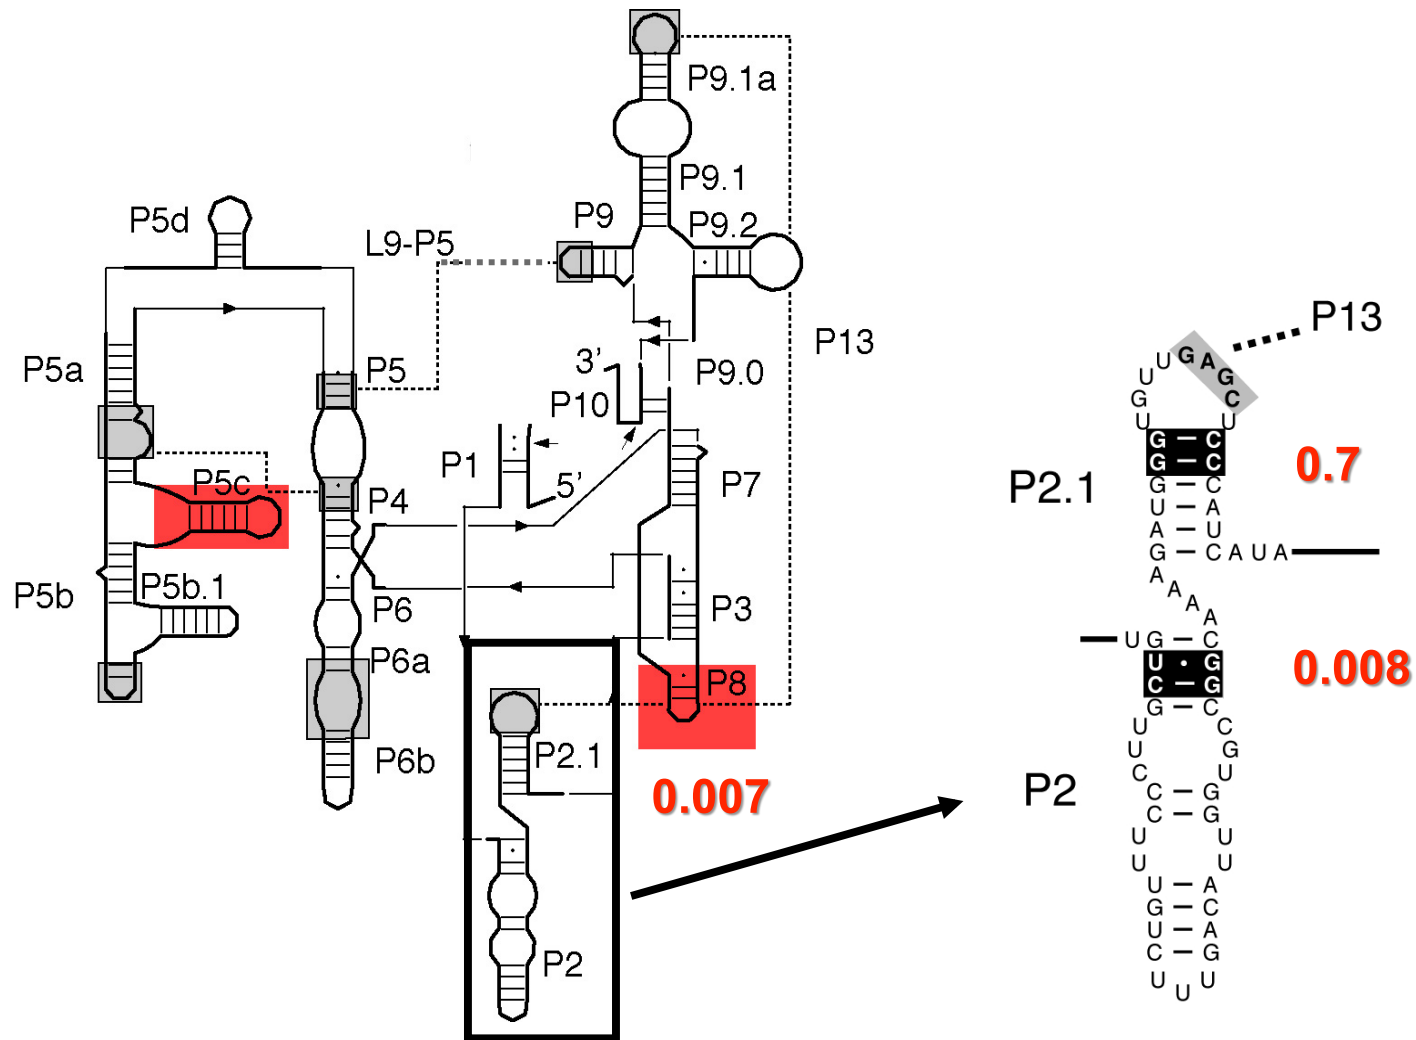 P9.1a
P9.1
P9
P9.2
P5d
L9-P5
P13
P5a
P5
P9.0
3’
P10
P1
5’
P5c
P4
P7
P5b
P5b.1
P6
P3
P6a
P8
P6b
P2.1
0.007
P2
P13
U U G A G C
G U
U
P2.1
G – C
G – C
G – C
U – A
A – U
G – C A U A
0.7
A A A A
U G – C
U · G
C – G
G – C
0.008
P2
U U C
G U
C – G
C – G
U U
U U
U – A
G – C
U – A
C – G
U U U